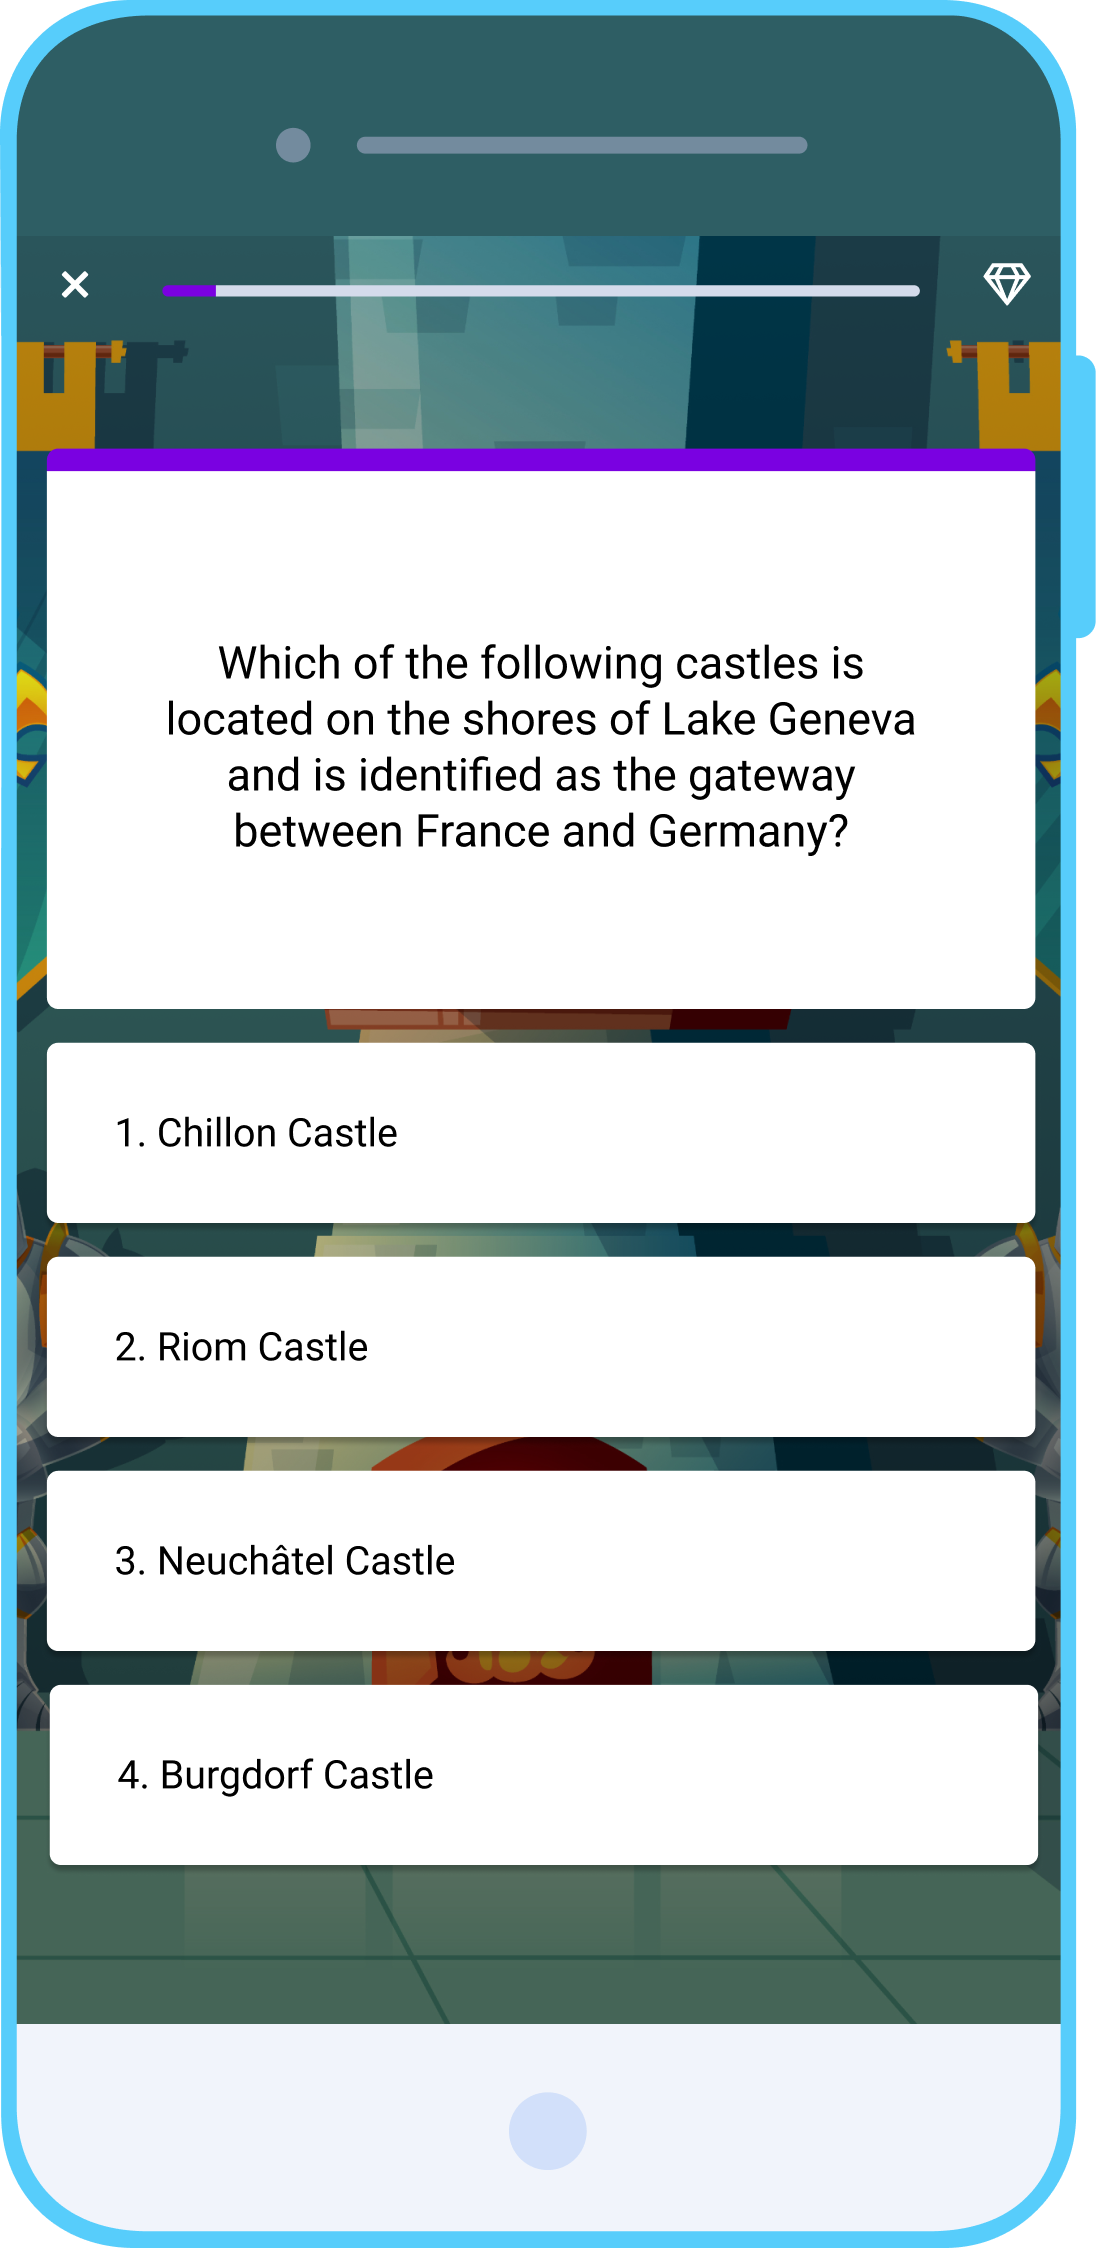 Which of the following castles is
located on the shores of Lake Geneva
and is identified as the gateway
between France and Germany?
1. Chillon Castle
2. Riom Castle
3. Neuchâtel Castle
4. Burgdorf Castle